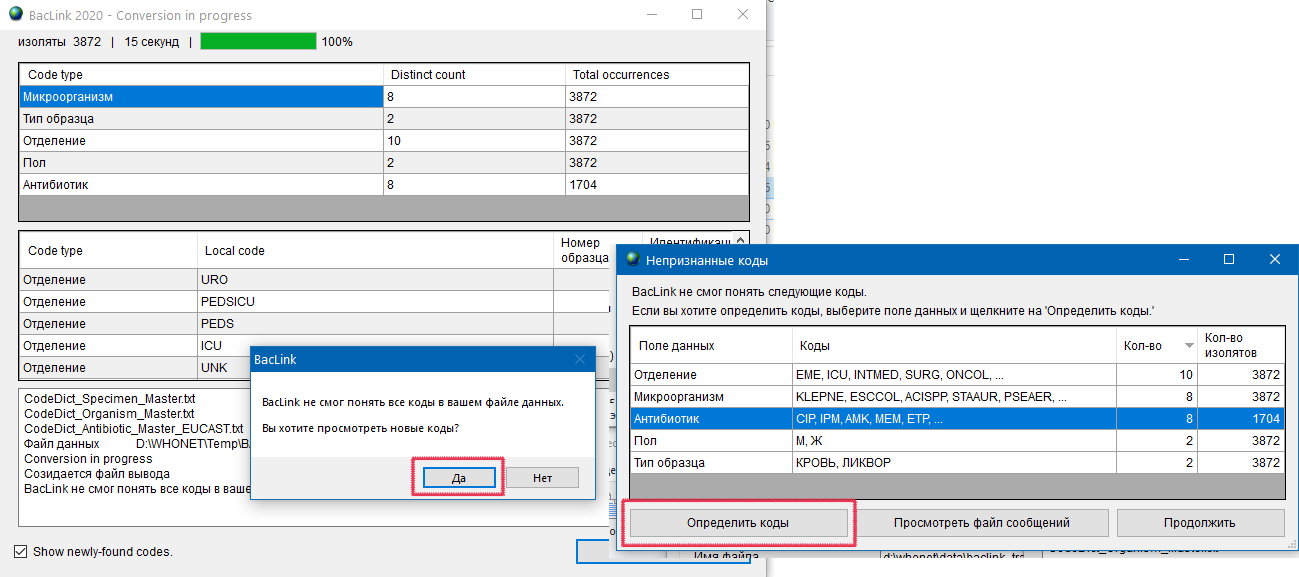 BacLink 2020 - Conversion in progress
изоляты 3872 | 15 секунд | 100%
Code type Distinct count Total occurrences
Микроорганизм 8 3872
Тип образца 2 3872
Отделение 10 3872
Пол 2 3872
Антибиотик 8 1704
Code type Local code Номер образца
Отделение URO
Отделение PEDSICU
Отделение PEDS
Отделение ICU
Отделение UNK
CodeDict_Specimen_Master.txt
CodeDict_Organism_Master.txt
CodeDict_Antibiotic_Master_EUCAST.txt
Файл данных D:\WHONET\Temp\B
Conversion in progress
Созидается файл вывода
BacLink не смог понять все коды в ваше
Show newly-found codes.
BacLink
BacLink не смог понять все коды в вашем файле данных.
Вы хотите просмотреть новые коды?
Да Нет
Непризнанные коды
BacLink не смог понять следующие коды.
Если вы хотите определить коды, выберите поле данных и щелкните на 'Определить коды.'
Поле данных Коды Кол-во Кол-во изолятов
Отделение EME, ICU, INTMED, SURG, ONCOL, ... 10 3872
Микроорганизм KLEPNE, ESCCOL, ACISPP, STAAUR, PSEAER, ... 8 3872
Антибиотик CIP, IPM, AMK, MEM, ETP, ... 8 1704
Пол М, Ж 2 3872
Тип образца КРОВЬ, ЛИКВОР 2 3872
Определить коды Просмотреть файл сообщений Продолжить